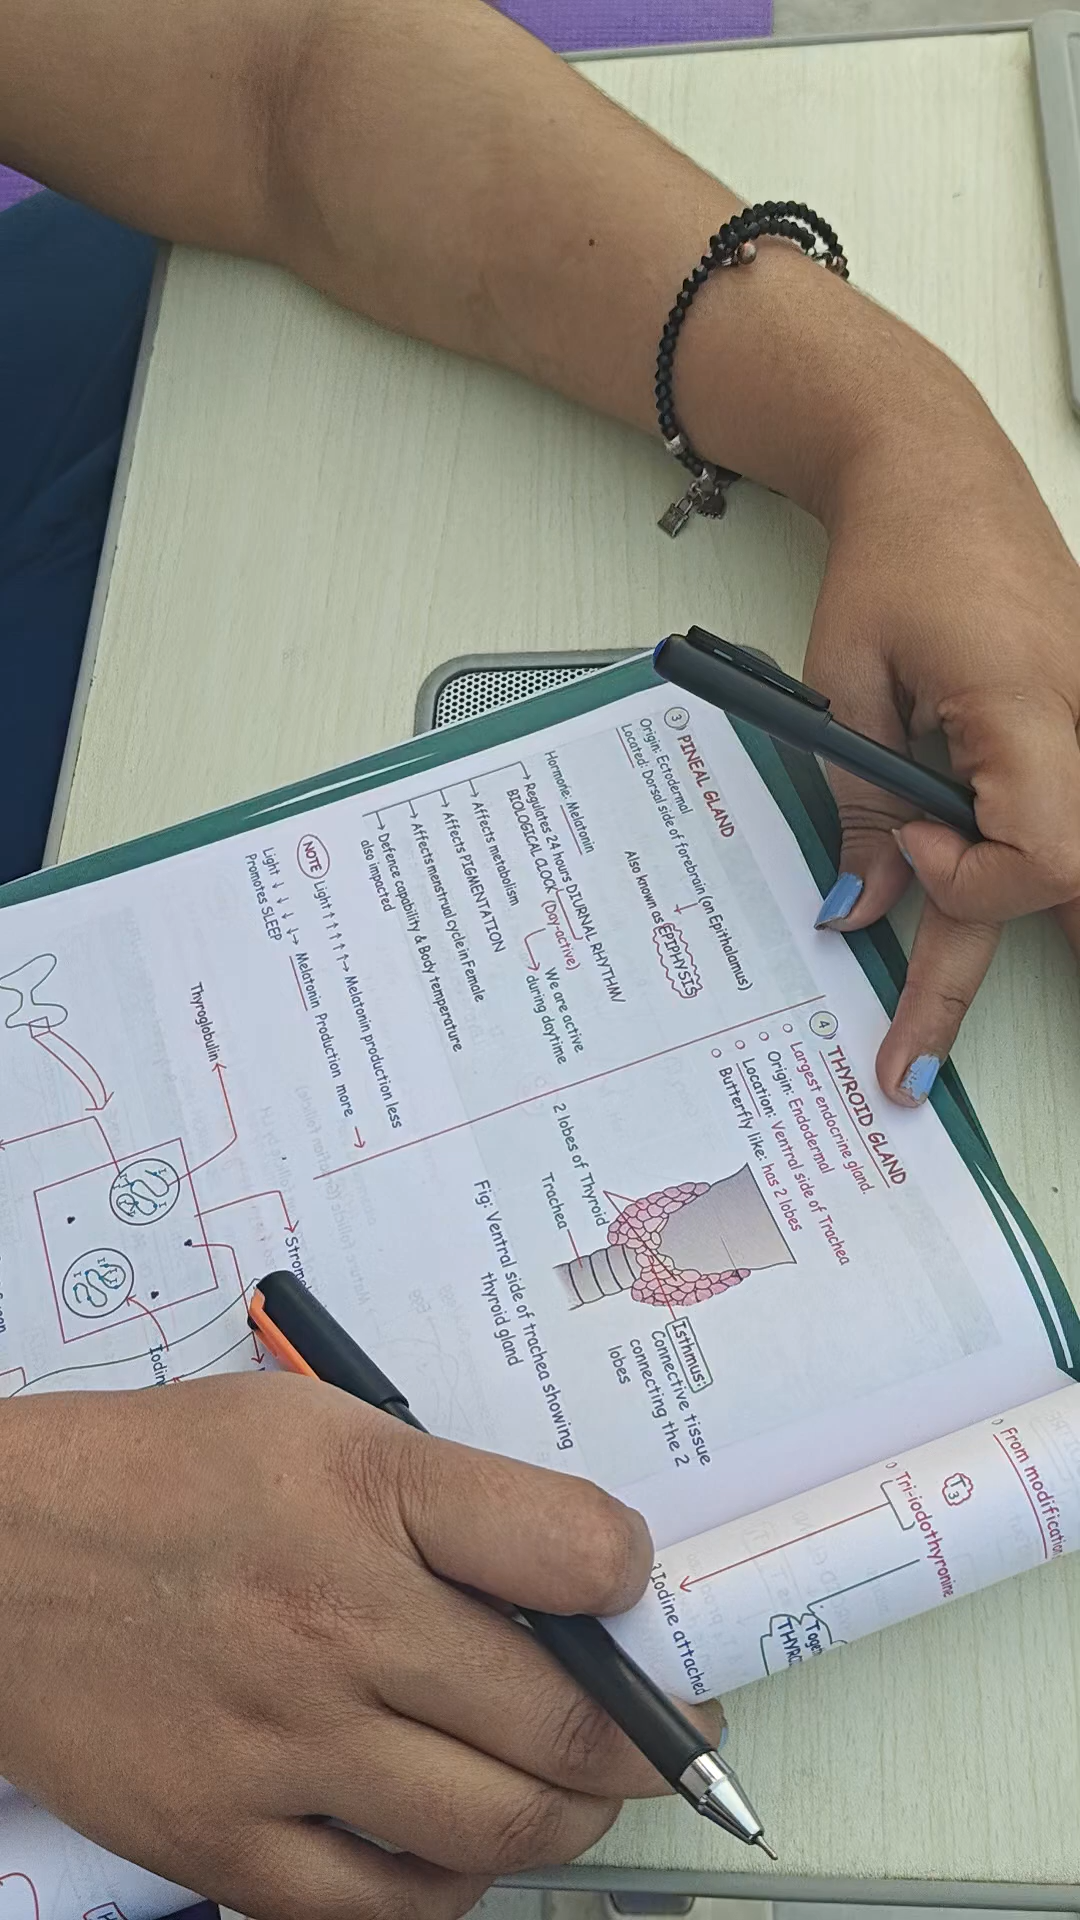 3 PINEAL GLAND
Origin: Ectodermal
Located: Dorsal side of forebrain (on Epithalamus)
Also known as EPIPHYSIS
Hormone: Melatonin
Regulates 24 hours DIURNAL RHYTHM/
BIOLOGICAL CLOCK (Day-active)
We are active
during daytime
Affects metabolism
Affects PIGMENTATION
Affects menstrual cycle in Female
Defence capability & Body temperature
also impacted
NOTE Light ↑ ↑ ↑ ↑ → Melatonin production less
Light ↓ ↓ ↓ ↓ → Melatonin Production more →
Promotes SLEEP
4 THYROID GLAND
Largest endocrine gland.
Origin: Endodermal
Location: Ventral side of Trachea
Butterfly like: has 2 lobes
2 lobes of Thyroid
Trachea
Isthmus:
Connective tissue
connecting the 2
lobes
Fig: Ventral side of trachea showing
thyroid gland
Thyroglobulin
From modification
T3
Tri-iodothyronine
Iodine attached